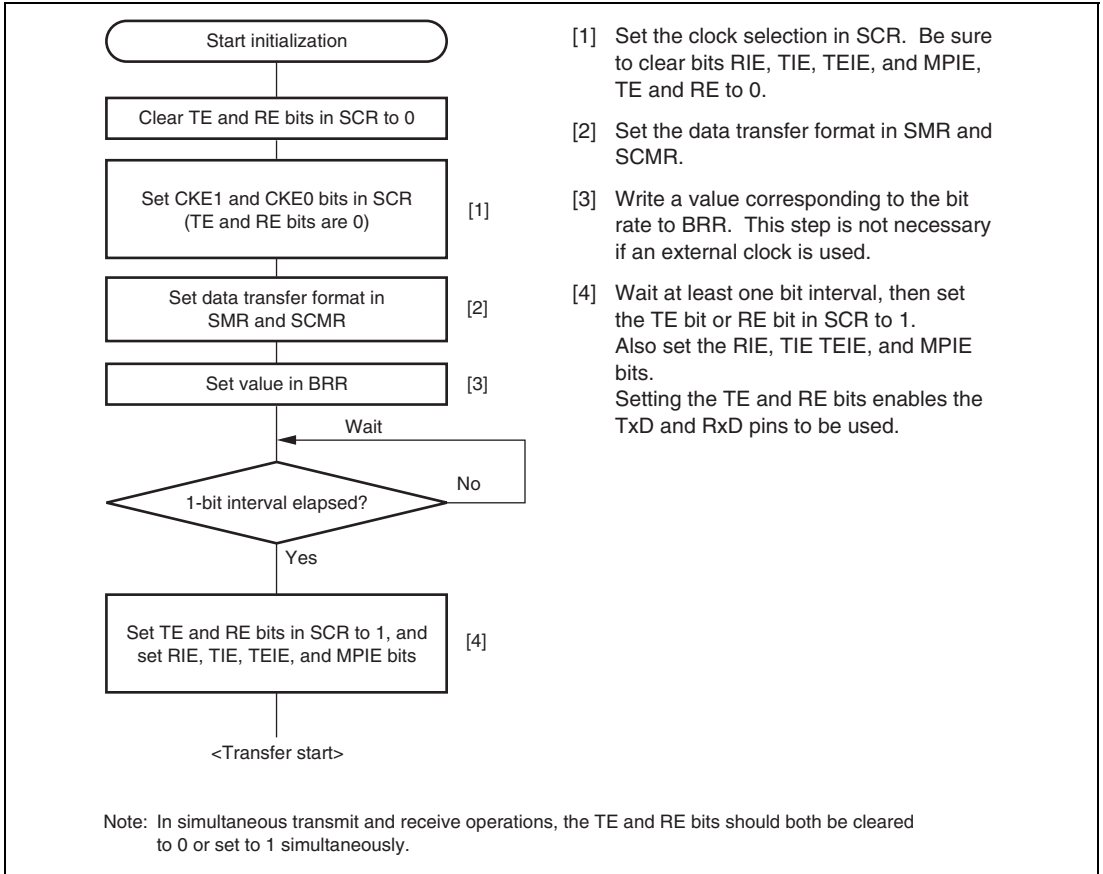 Start initialization
Clear TE and RE bits in SCR to 0
Set CKE1 and CKE0 bits in SCR
(TE and RE bits are 0)
[1]
Set data transfer format in
SMR and SCMR
[2]
Set value in BRR
[3]
Wait
No
1-bit interval elapsed?
Yes
Set TE and RE bits in SCR to 1, and
set RIE, TIE, TEIE, and MPIE bits
[4]
<Transfer start>
[1] Set the clock selection in SCR. Be sure
to clear bits RIE, TIE, TEIE, and MPIE,
TE and RE to 0.
[2] Set the data transfer format in SMR and
SCMR.
[3] Write a value corresponding to the bit
rate to BRR. This step is not necessary
if an external clock is used.
[4] Wait at least one bit interval, then set
the TE bit or RE bit in SCR to 1.
Also set the RIE, TIE TEIE, and MPIE
bits.
Setting the TE and RE bits enables the
TxD and RxD pins to be used.
Note: In simultaneous transmit and receive operations, the TE and RE bits should both be cleared
to 0 or set to 1 simultaneously.